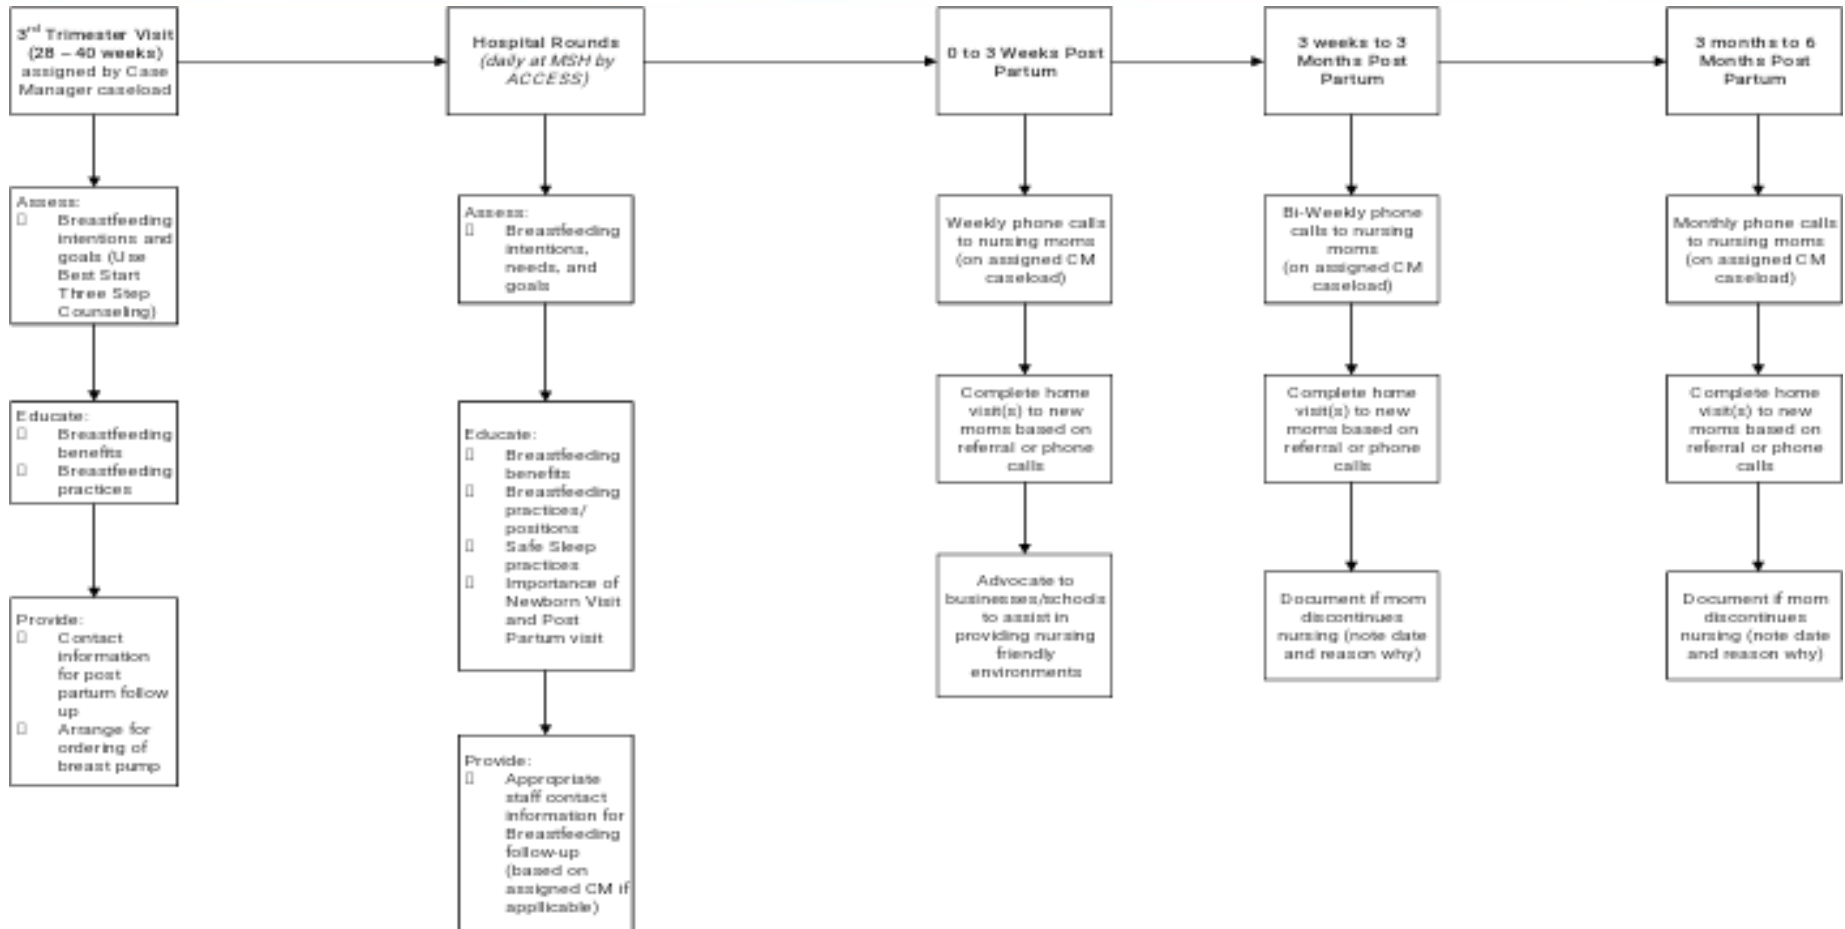 3rd Trimester Visit
(28 – 40 weeks)
assigned by Case
Manager caseload
Assess:
Breastfeeding
intentions and
goals (Use
Best Start
Three Step
Counseling)
Educate:
Breastfeeding
benefits
Breastfeeding
practices
Provide:
Contact
information
for post
partum follow
up
Arrange for
ordering of
breast pump
Hospital Rounds
(daily at MSH by
ACCESS)
Assess:
Breastfeeding
intentions,
needs, and
goals
Educate:
Breastfeeding
benefits
Breastfeeding
practices/
positions
Safe Sleep
practices
Importance of
Newborn Visit
and Post
Partum visit
Provide:
Appropriate
staff contact
information for
Breastfeeding
follow-up
(based on
assigned CM if
appllicable)
0 to 3 Weeks Post
Partum
Weekly phone calls
to nursing moms
(on assigned CM
caseload)
Complete home
visit(s) to new
moms based on
referral or phone
calls
Advocate to
businesses/schools
to assist in
providing nursing
friendly
environments
3 weeks to 3
Months Post
Partum
Bi-Weekly phone
calls to nursing
moms
(on assigned CM
caseload)
Complete home
visit(s) to new
moms based on
referral or phone
calls
Document if mom
discontinues
nursing (note date
and reason why)
3 months to 6
Months Post
Partum
Monthly phone calls
to nursing moms
(on assigned CM
caseload)
Complete home
visit(s) to new
moms based on
referral or phone
calls
Document if mom
discontinues
nursing (note date
and reason why)